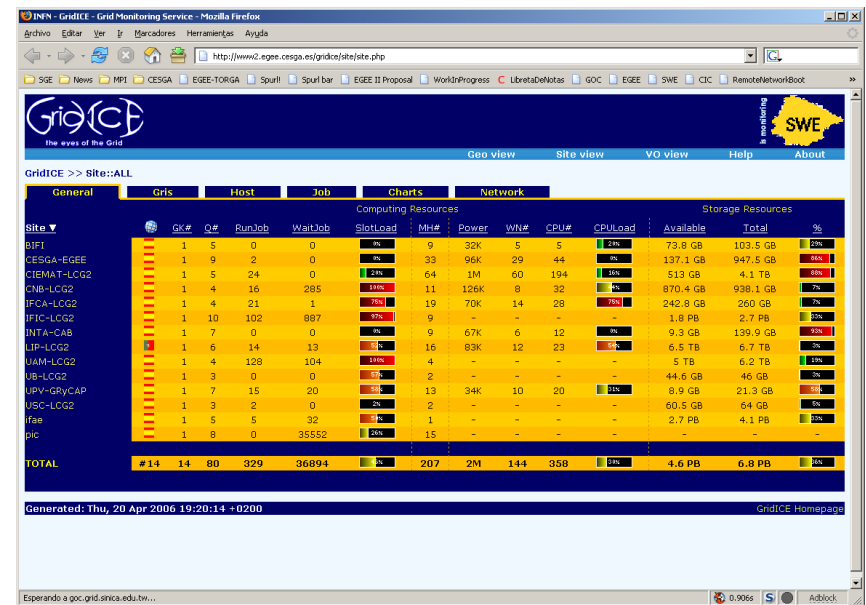 INFN - GridICE - Grid Monitoring Service - Mozilla Firefox
Archivo Editar Ver Ir Marcadores Herramientas Ayuda
http://www2.egee.cesga.es/gridice/site/site.php
SGE News MPI CESGA EGEE-TORGA Spurl! Spurl bar EGEE II Proposal WorkInProgress LibretaDeNotas GOC EGEE SWE CIC RemoteNetworkBoot »
GridICE
the eyes of the Grid
is monitoring
SWE
Geo view Site view VO view Help About
GridICE >> Site::ALL
General Gris Host Job Charts Network
Computing Resources Storage Resources
Site ▼ GK# Q# RunJob WaitJob SlotLoad MH# Power WN# CPU# CPULoad Available Total %
BIFI 1 5 0 0 0% 9 32K 5 5 20% 73.8 GB 103.5 GB 29%
CESGA-EGEE 1 9 2 0 0% 33 96K 29 44 0% 137.1 GB 947.5 GB 86%
CIEMAT-LCG2 1 5 24 0 20% 64 1M 60 194 16% 513 GB 4.1 TB 88%
CNB-LCG2 1 4 16 285 100% 11 126K 8 32 870.4 GB 938.1 GB 7%
IFCA-LCG2 1 4 21 1 75% 19 70K 14 28 75% 242.8 GB 260 GB 7%
IFIC-LCG2 1 10 102 887 97% 9 - - - - 1.8 PB 2.7 PB 33%
INTA-CAB 1 7 0 0 0% 9 67K 6 12 0% 9.3 GB 139.9 GB 93%
LIP-LCG2 1 6 14 13 16 83K 12 23 6.5 TB 6.7 TB 3%
UAM-LCG2 1 4 128 104 100% 4 - - - - 5 TB 6.2 TB 19%
UB-LCG2 1 3 0 0 67% 2 - - - - 44.6 GB 46 GB 3%
UPV-GRyCAP 1 7 15 20 58% 13 34K 10 20 31% 8.9 GB 21.3 GB 58%
USC-LCG2 1 3 2 0 2% 2 - - - - 60.5 GB 64 GB 5%
ifae 1 5 5 32 1 - - - - 2.7 PB 4.1 PB 33%
pic 1 8 0 35552 26% 15 - - - - - - -
TOTAL #14 14 80 329 36894 207 2M 144 358 30% 4.6 PB 6.8 PB 36%
Generated: Thu, 20 Apr 2006 19:20:14 +0200 GridICE Homepage
Esperando a goc.grid.sinica.edu.tw... 0.906s S Adblock